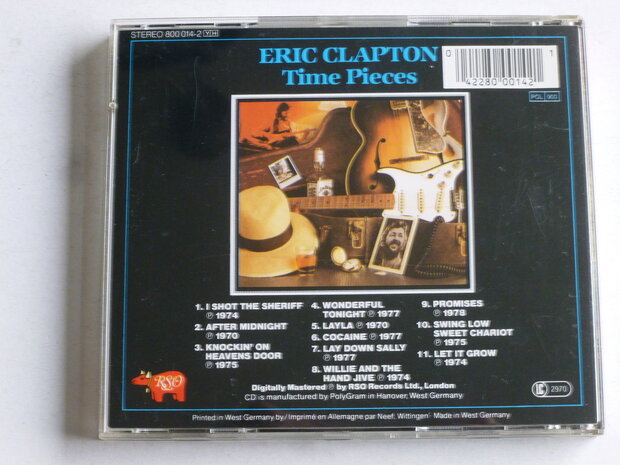 STEREO 800 014-2 Y H
ERIC CLAPTON
Time Pieces
0 42280 00142 1
PGL 900
1. I SHOT THE SHERIFF
℗ 1974
2. AFTER MIDNIGHT
℗ 1970
3. KNOCKIN' ON
HEAVENS DOOR
℗ 1975
4. WONDERFUL
TONIGHT ℗ 1977
5. LAYLA ℗ 1970
6. COCAINE ℗ 1977
7. LAY DOWN SALLY
℗ 1977
8. WILLIE AND THE
HAND JIVE ℗ 1974
9. PROMISES
℗ 1978
10. SWING LOW
SWEET CHARIOT
℗ 1975
11. LET IT GROW
℗ 1974
RSO
Digitally Mastered ℗ by RSO Records Ltd., London
CD is manufactured by PolyGram in Hanover, West Germany
LC 2970
Printed in West Germany by/Imprimé en Allemagne par Neef, Wittingen · Made in West Germany.